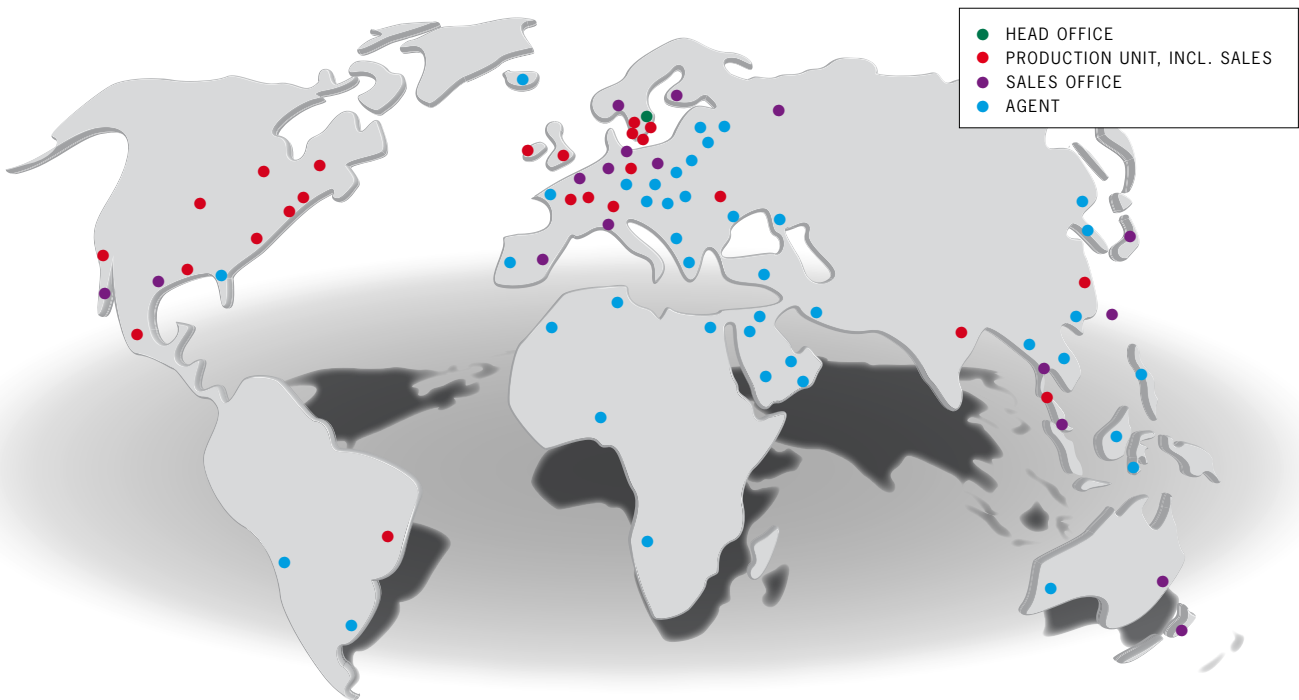 HEAD OFFICE
PRODUCTION UNIT, INCL. SALES
SALES OFFICE
AGENT